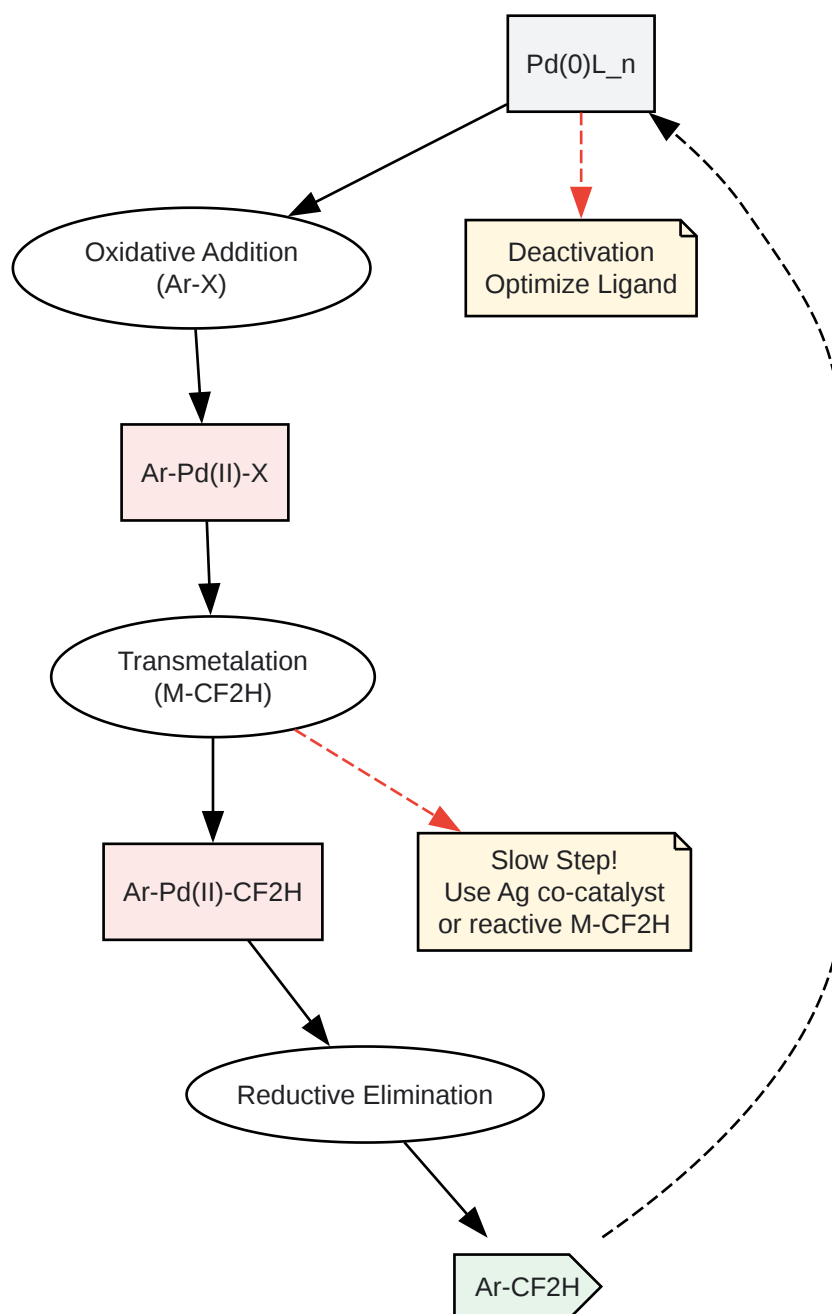 Pd(0)L_n
Oxidative Addition
(Ar-X)
Deactivation
Optimize Ligand
Ar-Pd(II)-X
Transmetalation
(M-CF2H)
Slow Step!
Use Ag co-catalyst
or reactive M-CF2H
Ar-Pd(II)-CF2H
Reductive Elimination
Ar-CF2H